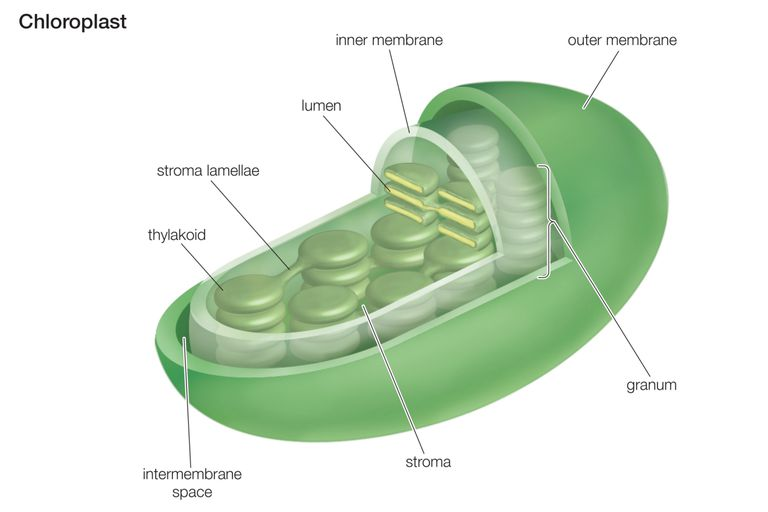 Chloroplast
inner membrane
outer membrane
lumen
stroma lamellae
thylakoid
granum
stroma
intermembrane
space